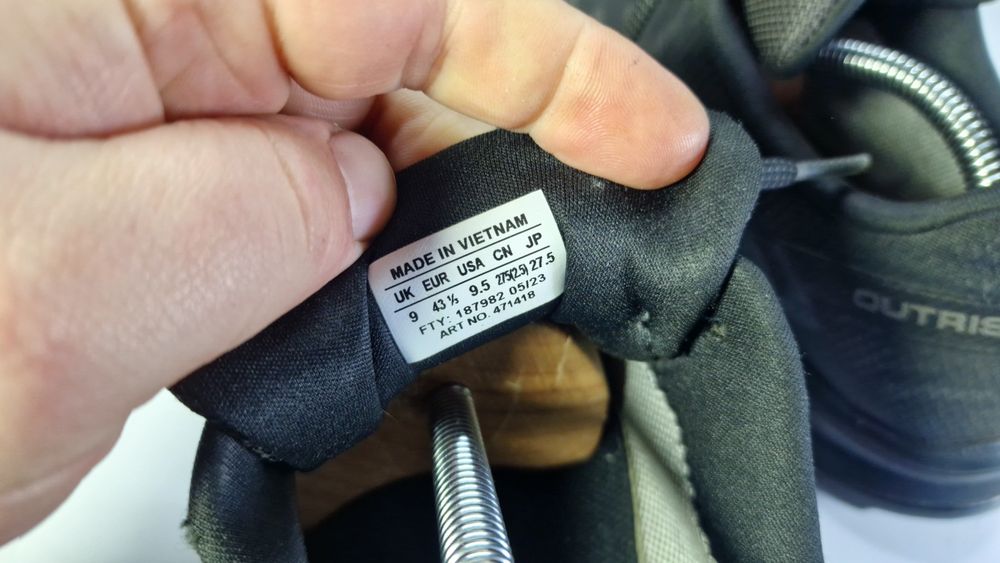 MADE IN VIETNAM
UK EUR USA CN JP
9 43 ⅓ 9.5 275(2.5) 27.5
FTY: 187982 05/23
ART NO. 471418
OUTRIS